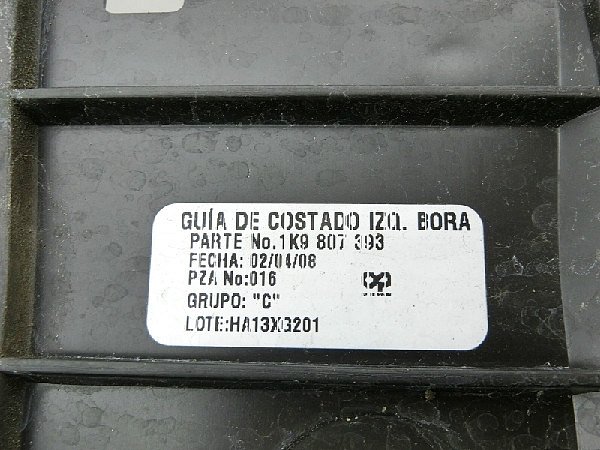 GUÍA DE COSTADO IZQ. BORA
PARTE No.1K9 807 393
FECHA: 02/04/08
PZA No:016
GRUPO: "C"
LOTE:HA13XG201